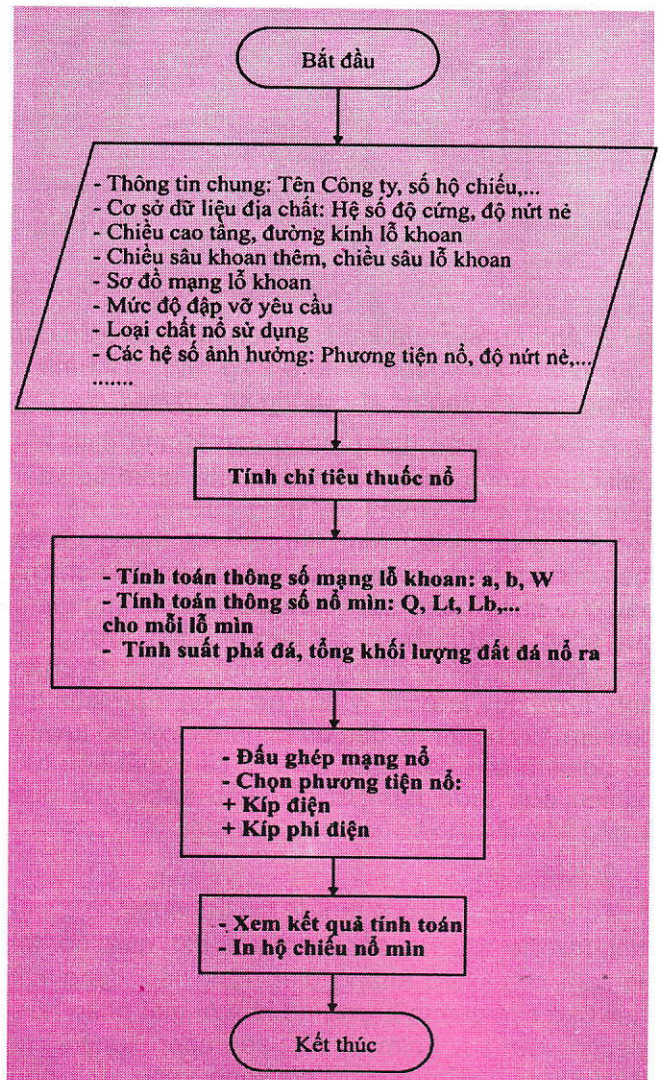 Bắt đầu
- Thông tin chung: Tên Công ty, số hộ chiếu,...
- Cơ sở dữ liệu địa chất: Hệ số độ cứng, độ nứt nẻ
- Chiều cao tầng, đường kính lỗ khoan
- Chiều sâu khoan thêm, chiều sâu lỗ khoan
- Sơ đồ mạng lỗ khoan
- Mức độ đập vỡ yêu cầu
- Loại chất nổ sử dụng
- Các hệ số ảnh hưởng: Phương tiện nổ, độ nứt nẻ,...
.......
Tính chỉ tiêu thuốc nổ
- Tính toán thông số mạng lỗ khoan: a, b, W
- Tính toán thông số nổ mìn: Q, Lt, Lb,...
cho mỗi lỗ mìn
- Tính suất phá đá, tổng khối lượng đất đá nổ ra
- Đấu ghép mạng nổ
- Chọn phương tiện nổ:
+ Kíp điện
+ Kíp phi điện
- Xem kết quả tính toán
- In hộ chiếu nổ mìn
Kết thúc